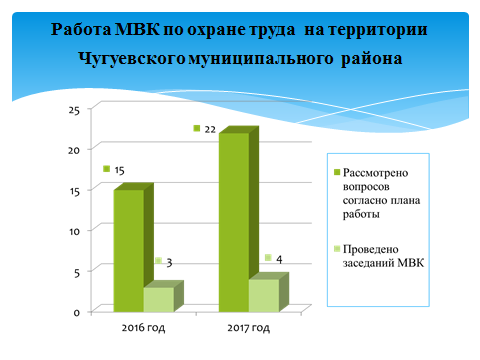 Работа МВК по охране труда на территории
Чугуевского муниципального района
25
20
15
10
5
0
15
3
22
4
2016 год
2017 год
Рассмотрено
вопросов
согласно плана
работы
Проведено
заседаний МВК